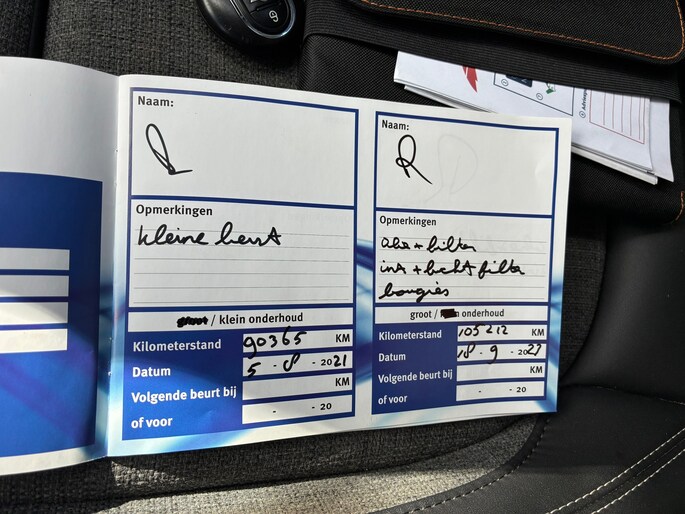 Naam:
Opmerkingen
kleine beurt
groot / klein onderhoud
Kilometerstand 90365 KM
Datum 5 - 8 - 2021
Volgende beurt bij KM
of voor - - 20
Naam:
Opmerkingen
olie + filter
int + lucht filter
bougies
groot / onderhoud
Kilometerstand 105212 KM
Datum 18 - 9 - 2023
Volgende beurt bij KM
of voor - - 20